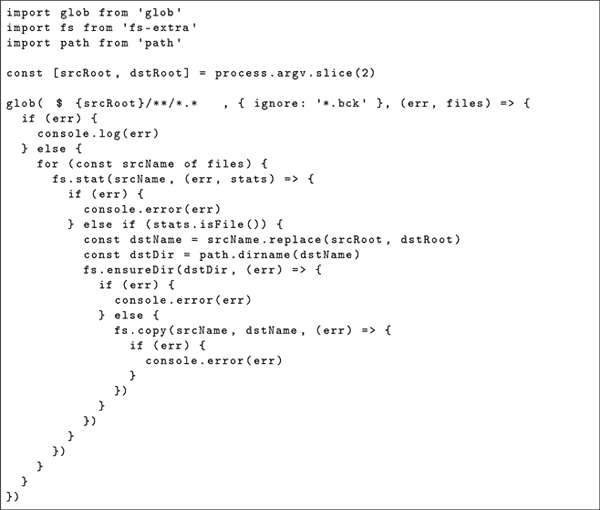 import glob from 'glob'
import fs from 'fs-extra'
import path from 'path'

const [srcRoot, dstRoot] = process.argv.slice(2)

glob( $ {srcRoot}/**/*.* , { ignore: '*.bck' }, (err, files) => {
  if (err) {
    console.log(err)
  } else {
    for (const srcName of files) {
      fs.stat(srcName, (err, stats) => {
        if (err) {
          console.error(err)
        } else if (stats.isFile()) {
          const dstName = srcName.replace(srcRoot, dstRoot)
          const dstDir = path.dirname(dstName)
          fs.ensureDir(dstDir, (err) => {
            if (err) {
              console.error(err)
            } else {
              fs.copy(srcName, dstName, (err) => {
                if (err) {
                  console.error(err)
                }
              })
            }
          })
        }
      })
    }
  }
})